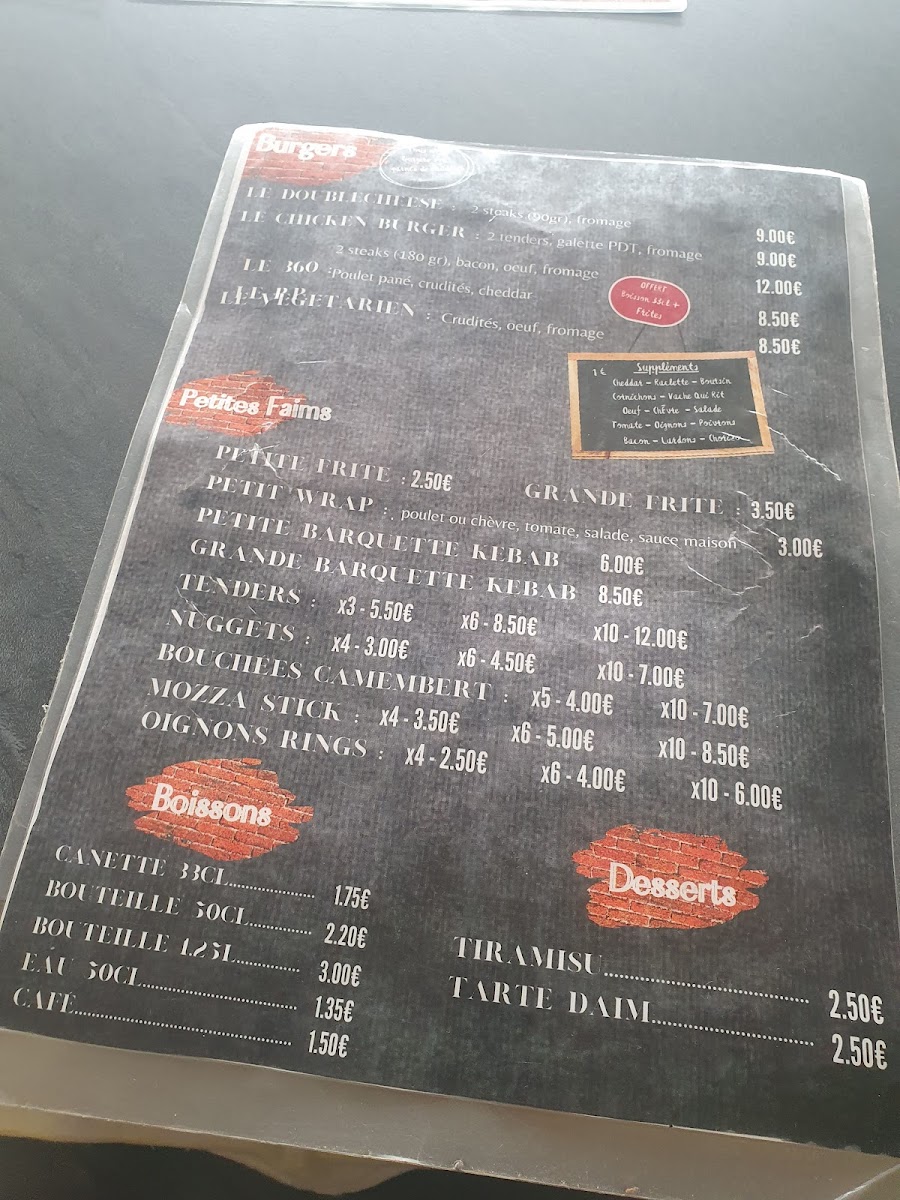 Burgers
LE DOUBLECHEESE : 2 steaks (90gr), fromage 9.00€
LE CHICKEN BURGER : 2 tenders, galette PDT, fromage 9.00€
LE 360 : 2 steaks (180 gr), bacon, oeuf, fromage 12.00€
Poulet pané, crudités, cheddar 8.50€
LE VEGETARIEN : Crudités, oeuf, fromage 8.50€
OFFERT
Boisson 33cl +
Frites
1€ Suppléments
Cheddar - Raclette - Boursin
Cornichons - Vache Qui Rit
Oeuf - Chèvre - Salade
Tomate - Oignons - Poivrons
Bacon - Lardons - Chorizo
Petites Faims
PETITE FRITE : 2.50€ GRANDE FRITE : 3.50€
PETIT WRAP : poulet ou chèvre, tomate, salade, sauce maison 3.00€
PETITE BARQUETTE KEBAB 6.00€
GRANDE BARQUETTE KEBAB 8.50€
TENDERS : x3 - 5.50€ x6 - 8.50€ x10 - 12.00€
NUGGETS : x4 - 3.00€ x6 - 4.50€ x10 - 7.00€
BOUCHÉES CAMEMBERT : x5 - 4.00€ x10 - 7.00€
MOZZA STICK : x4 - 3.50€ x6 - 5.00€ x10 - 8.50€
OIGNONS RINGS : x4 - 2.50€ x6 - 4.00€ x10 - 6.00€
Boissons
CANETTE 33CL 1.75€
BOUTEILLE 50CL 2.20€
BOUTEILLE 1.25L 3.00€
EAU 50CL 1.35€
CAFÉ 1.50€
Desserts
TIRAMISU 2.50€
TARTE DAIM 2.50€